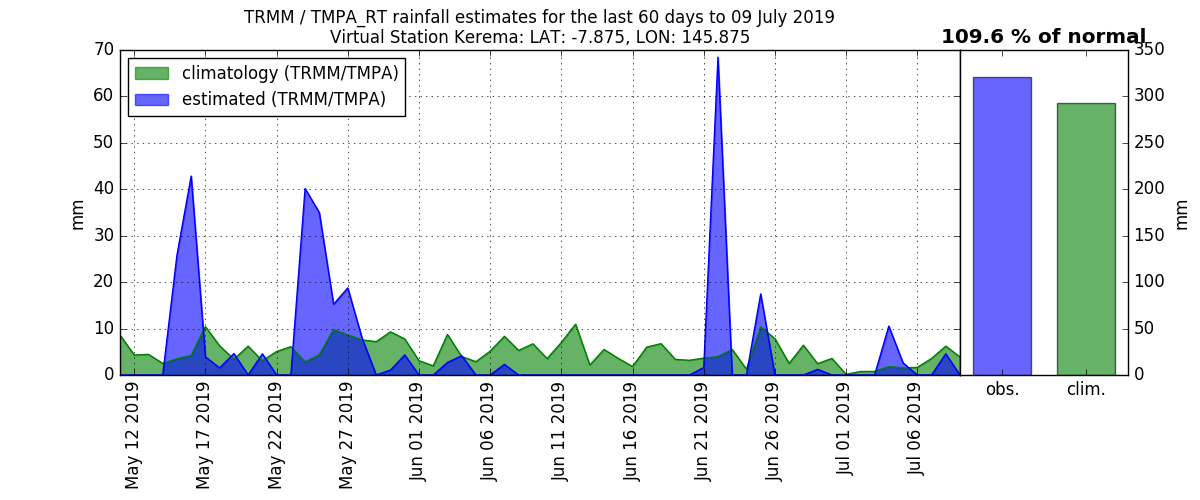 TRMM / TMPA_RT rainfall estimates for the last 60 days to 09 July 2019
Virtual Station Kerema: LAT: -7.875, LON: 145.875
109.6 % of normal
climatology (TRMM/TMPA)
estimated (TRMM/TMPA)
70
60
50
40
30
20
10
0
mm
350
300
250
200
150
100
50
0
mm
May 12 2019
May 17 2019
May 22 2019
May 27 2019
Jun 01 2019
Jun 06 2019
Jun 11 2019
Jun 16 2019
Jun 21 2019
Jun 26 2019
Jul 01 2019
Jul 06 2019
obs.
clim.